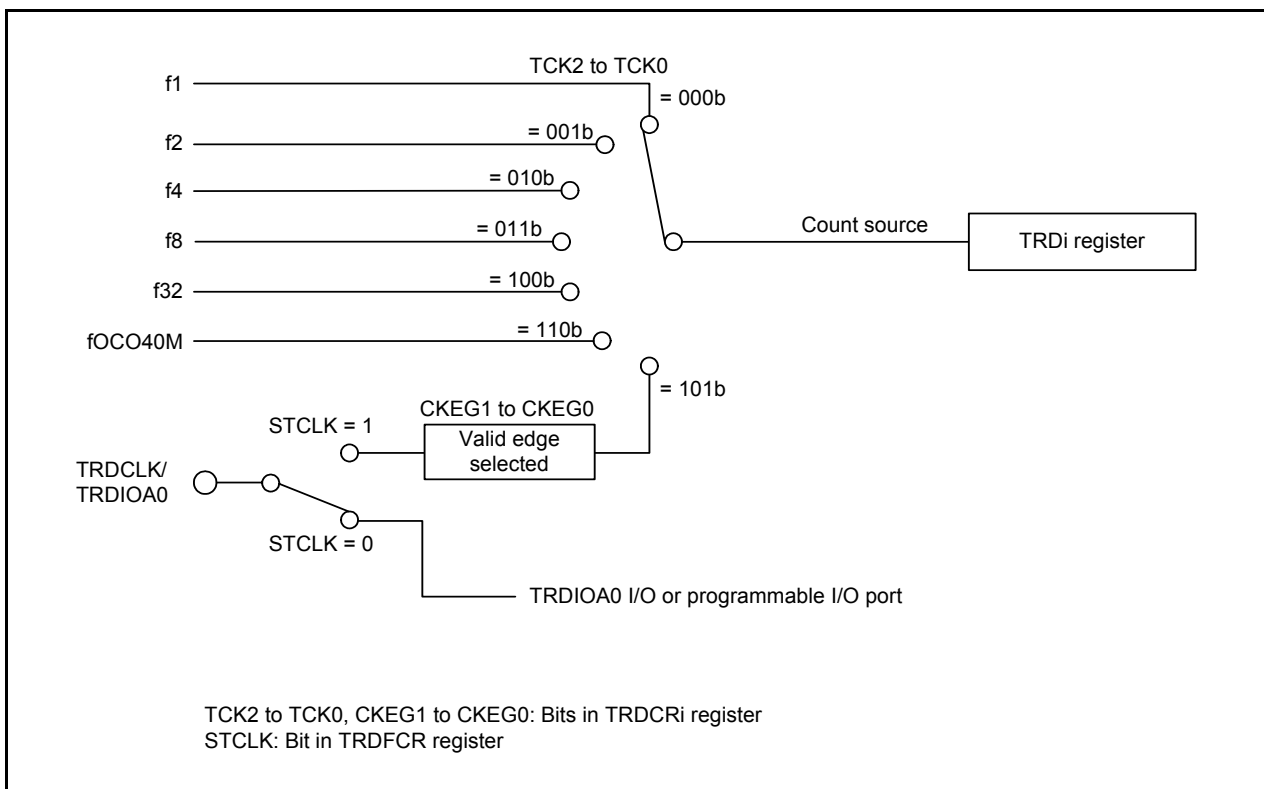 TCK2 to TCK0
f1
= 000b
f2
= 001b
f4
= 010b
f8
= 011b
Count source
TRDi register
f32
= 100b
fOCO40M
= 110b
= 101b
CKEG1 to CKEG0
STCLK = 1
Valid edge
selected
TRDCLK/
TRDIOA0
STCLK = 0
TRDIOA0 I/O or programmable I/O port
TCK2 to TCK0, CKEG1 to CKEG0: Bits in TRDCRi register
STCLK: Bit in TRDFCR register